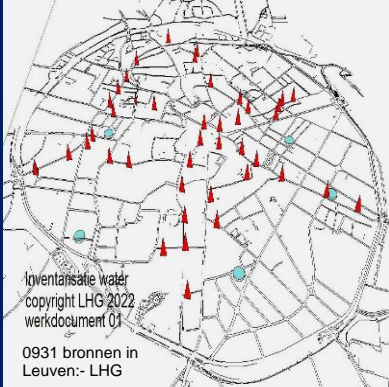 Inventarisatie water
copyright LHG 2022
werkdocument 01
0931 bronnen in
Leuven:- LHG